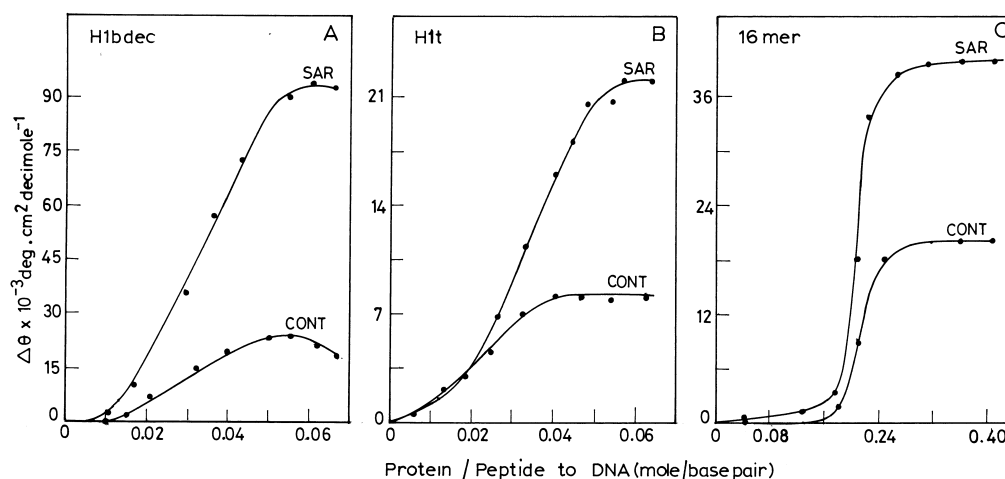 H1bdec
A
SAR
CONT
90
75
60
45
30
15
0
0
0.02
0.04
0.06
Δθ x 10⁻³deg.cm²decimole⁻¹
H1t
B
SAR
CONT
21
14
7
0
0
0.02
0.04
0.06
16 mer
C
SAR
CONT
36
24
12
0
0
0.08
0.24
0.40
Protein / Peptide to DNA (mole/base pair)